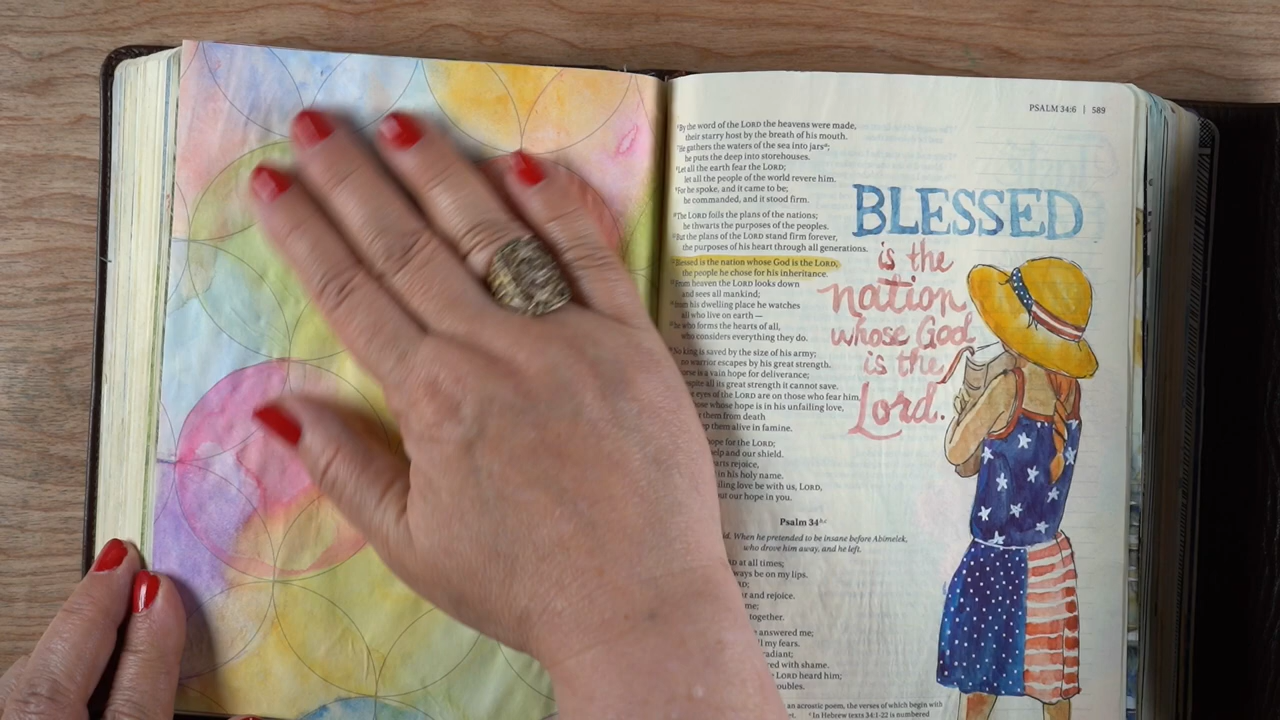 PSALM 34:6 | 589
⁶By the word of the LORD the heavens were made,
their starry host by the breath of his mouth.
⁷He gathers the waters of the sea into jarsᵃ;
he puts the deep into storehouses.
⁸Let all the earth fear the LORD;
let all the people of the world revere him.
⁹For he spoke, and it came to be;
he commanded, and it stood firm.
¹⁰The LORD foils the plans of the nations;
he thwarts the purposes of the peoples.
¹¹But the plans of the LORD stand firm forever,
the purposes of his heart through all generations.
¹²Blessed is the nation whose God is the LORD,
the people he chose for his inheritance.
¹³From heaven the LORD looks down
and sees all mankind;
from his dwelling place he watches
all who live on earth —
¹⁵he who forms the hearts of all,
who considers everything they do.
No king is saved by the size of his army;
no warrior escapes by his great strength.
is a vain hope for deliverance;
all its great strength it cannot save.
eyes of the LORD are on those who fear him,
whose hope is in his unfailing love,
them from death
them alive in famine.
hope for the LORD;
help and our shield.
rejoice,
in his holy name.
love be with us, LORD,
our hope in you.
Psalm 34
When he pretended to be insane before Abimelek,
who drove him away, and he left.
at all times;
be on my lips.
and rejoice.
me;
together.
answered me;
my fears.
radiant;
with shame.
LORD heard him;
an acrostic poem, the verses of which begin with
In Hebrew texts 34:1-22 is numbered
BLESSED
is the
nation
whose God
is the
Lord.